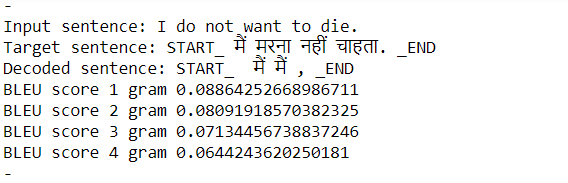 -
Input sentence: I do not want to die.
Target sentence: START_ मैं मरना नहीं चाहता. _END
Decoded sentence: START_  मैं मैं , _END
BLEU score 1 gram 0.08864252668986711
BLEU score 2 gram 0.08091918570382325
BLEU score 3 gram 0.07134456738837246
BLEU score 4 gram 0.0644243620250181
-